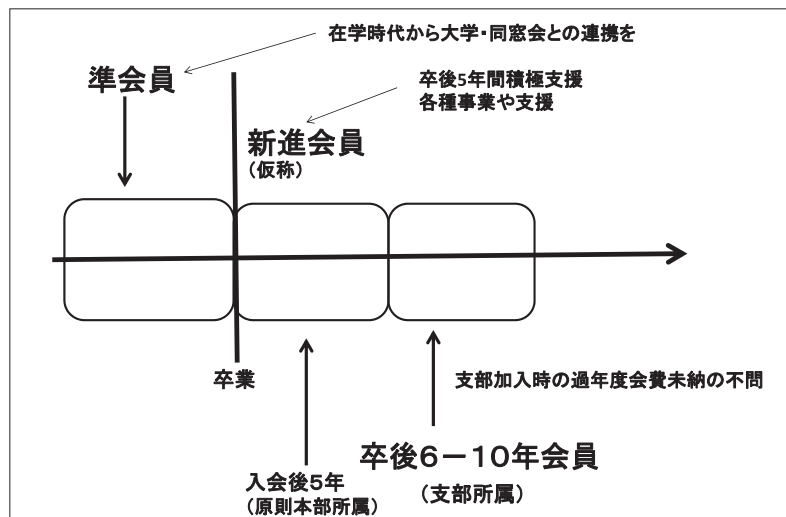 在学時代から大学・同窓会との連携を
準会員
卒後5年間積極支援
各種事業や支援
新進会員
(仮称)
卒業
支部加入時の過年度会費未納の不問
卒後6－10年会員
(支部所属)
入会後5年
(原則本部所属)